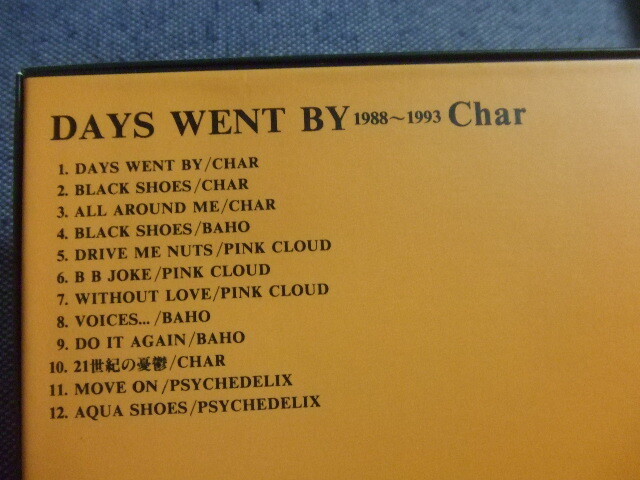 DAYS WENT BY 1988〜1993 Char
1. DAYS WENT BY/CHAR
2. BLACK SHOES/CHAR
3. ALL AROUND ME/CHAR
4. BLACK SHOES/BAHO
5. DRIVE ME NUTS/PINK CLOUD
6. B B JOKE/PINK CLOUD
7. WITHOUT LOVE/PINK CLOUD
8. VOICES... /BAHO
9. DO IT AGAIN/BAHO
10. 21世紀の憂鬱/CHAR
11. MOVE ON/PSYCHEDELIX
12. AQUA SHOES/PSYCHEDELIX